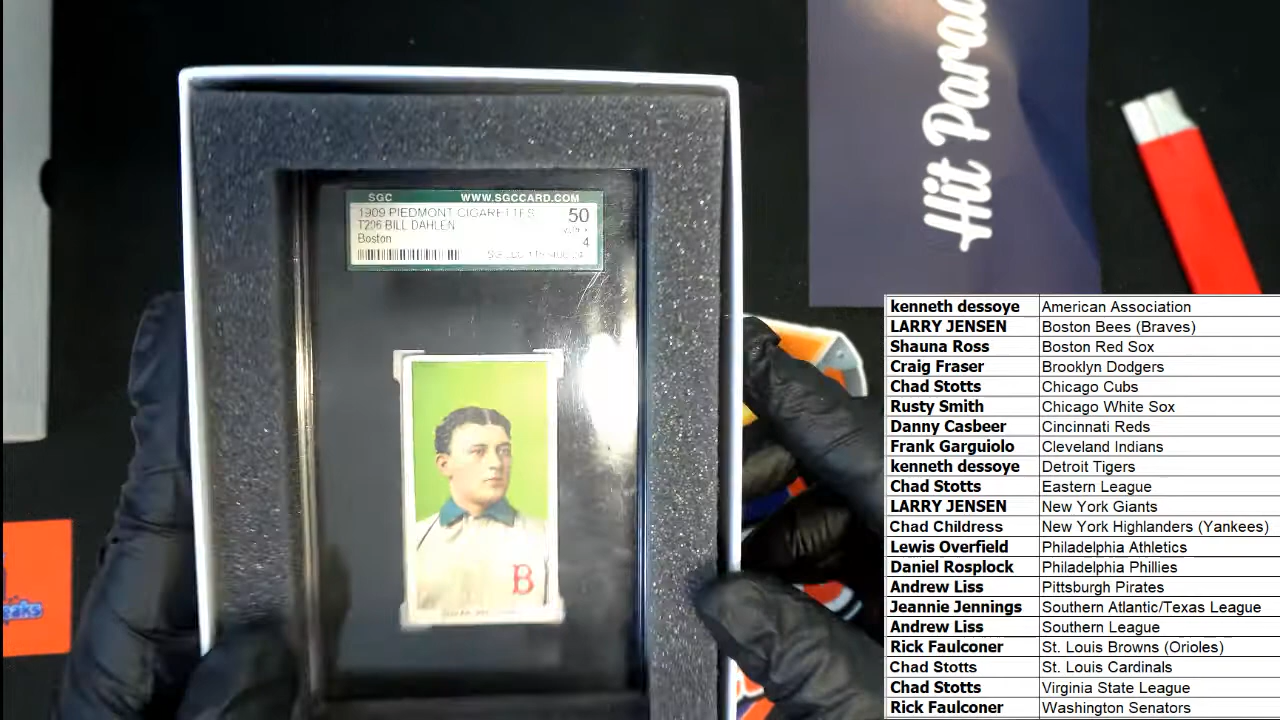 Hit Parad
SGC WWW.SGCCARD.COM
1909 PIEDMONT CIGARETTES 50
T206 BILL DAHLEN
Boston 4
B
eaks
kenneth dessoye American Association
LARRY JENSEN Boston Bees (Braves)
Shauna Ross Boston Red Sox
Craig Fraser Brooklyn Dodgers
Chad Stotts Chicago Cubs
Rusty Smith Chicago White Sox
Danny Casbeer Cincinnati Reds
Frank Garguiolo Cleveland Indians
kenneth dessoye Detroit Tigers
Chad Stotts Eastern League
LARRY JENSEN New York Giants
Chad Childress New York Highlanders (Yankees)
Lewis Overfield Philadelphia Athletics
Daniel Rosplock Philadelphia Phillies
Andrew Liss Pittsburgh Pirates
Jeannie Jennings Southern Atlantic/Texas League
Andrew Liss Southern League
Rick Faulconer St. Louis Browns (Orioles)
Chad Stotts St. Louis Cardinals
Chad Stotts Virginia State League
Rick Faulconer Washington Senators